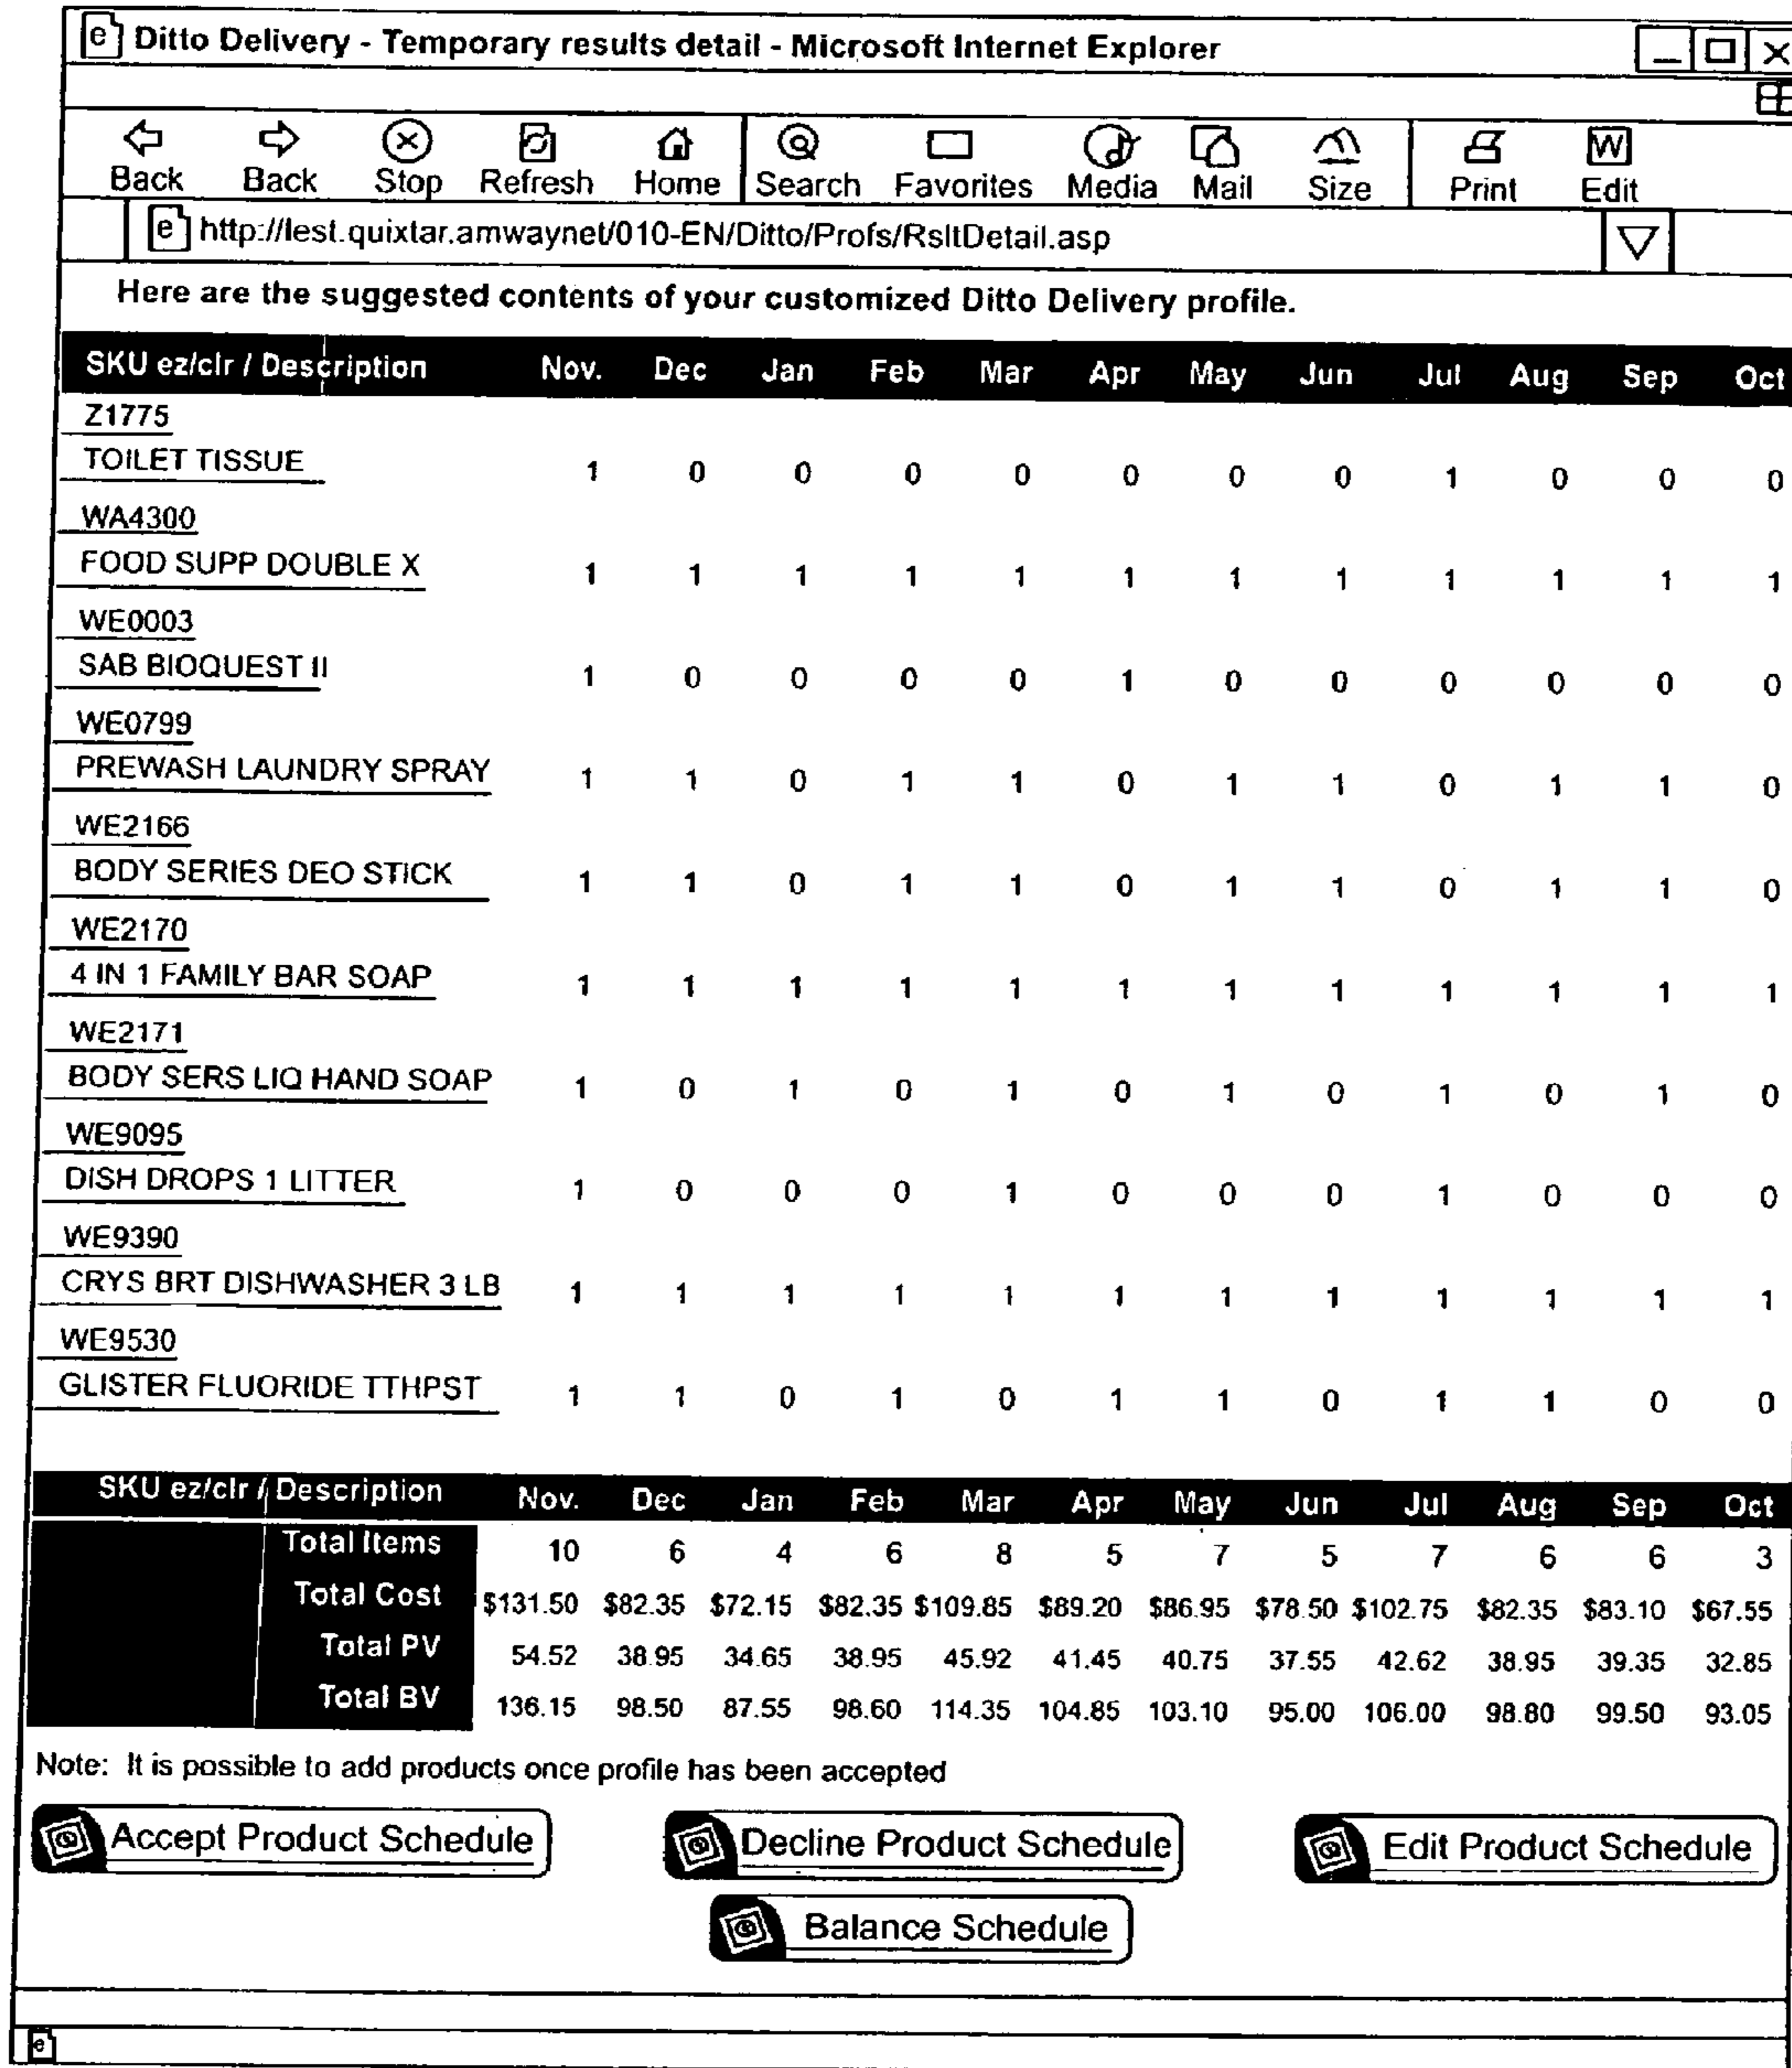 Ditto Delivery - Temporary results detail - Microsoft Internet Explorer
Back Back Stop Refresh Home Search Favorites Media Mail Size Print Edit
http://lest.quixtar.amwaynet/010-EN/Ditto/Profs/RsltDetail.asp
Here are the suggested contents of your customized Ditto Delivery profile.
SKU ez/clr / Description Nov. Dec Jan Feb Mar Apr May Jun Jul Aug Sep Oct
Z1775
TOILET TISSUE 1 0 0 0 0 0 0 0 1 0 0 0
WA4300
FOOD SUPP DOUBLE X 1 1 1 1 1 1 1 1 1 1 1 1
WE0003
SAB BIOQUEST II 1 0 0 0 0 1 0 0 0 0 0 0
WE0799
PREWASH LAUNDRY SPRAY 1 1 0 1 1 0 1 1 0 1 1 0
WE2166
BODY SERIES DEO STICK 1 1 0 1 1 0 1 1 0 1 1 0
WE2170
4 IN 1 FAMILY BAR SOAP 1 1 1 1 1 1 1 1 1 1 1 1
WE2171
BODY SERS LIQ HAND SOAP 1 0 1 0 1 0 1 0 1 0 1 0
WE9095
DISH DROPS 1 LITTER 1 0 0 0 1 0 0 0 1 0 0 0
WE9390
CRYS BRT DISHWASHER 3 LB 1 1 1 1 1 1 1 1 1 1 1 1
WE9530
GLISTER FLUORIDE TTHPST 1 1 0 1 0 1 1 0 1 1 0 0
SKU ez/clr / Description Nov. Dec Jan Feb Mar Apr May Jun Jul Aug Sep Oct
Total Items 10 6 4 6 8 5 7 5 7 6 6 3
Total Cost $131.50 $82.35 $72.15 $82.35 $109.85 $89.20 $86.95 $78.50 $102.75 $82.35 $83.10 $67.55
Total PV 54.52 38.95 34.65 38.95 45.92 41.45 40.75 37.55 42.62 38.95 39.35 32.85
Total BV 136.15 98.50 87.55 98.60 114.35 104.85 103.10 95.00 106.00 98.80 99.50 93.05
Note: It is possible to add products once profile has been accepted
Accept Product Schedule Decline Product Schedule Edit Product Schedule
Balance Schedule